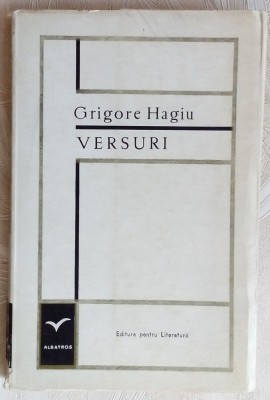 Grigore Hagiu
VERSURI
Editura pentru Literatură
ALBATROS